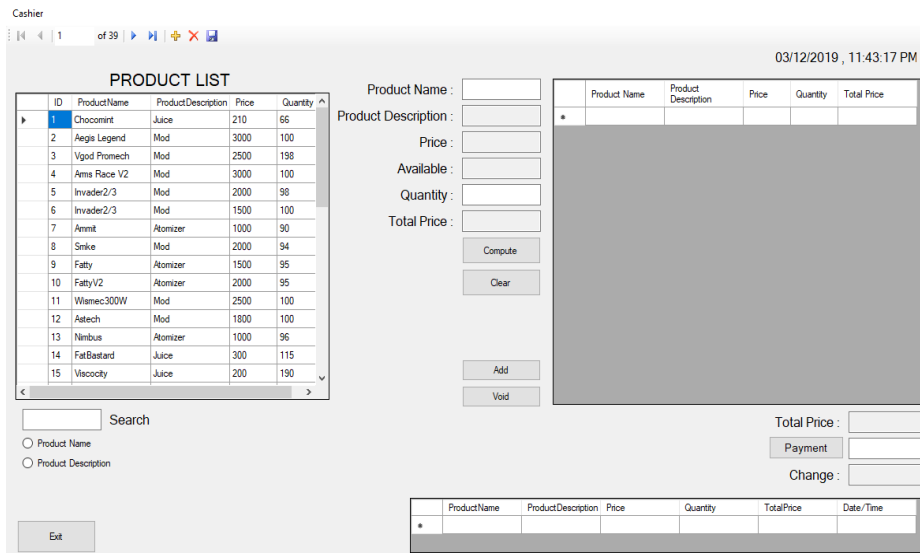 Cashier
1 of 39
03/12/2019 , 11:43:17 PM
PRODUCT LIST
ID ProductName ProductDescription Price Quantity
1 Chocomint Juice 210 66
2 Aegis Legend Mod 3000 100
3 Vgod Promech Mod 2500 198
4 Arms Race V2 Mod 3000 100
5 Invader2/3 Mod 2000 98
6 Invader2/3 Mod 1500 100
7 Ammit Atomizer 1000 90
8 Smke Mod 2000 94
9 Fatty Atomizer 1500 95
10 FattyV2 Atomizer 2000 95
11 Wismec300W Mod 2500 100
12 Astech Mod 1800 100
13 Nimbus Atomizer 1000 96
14 FatBastard Juice 300 115
15 Viscocity Juice 200 190
Search
Product Name
Product Description
Exit
Product Name :
Product Description :
Price :
Available :
Quantity :
Total Price :
Compute
Clear
Add
Void
Product Name Product Description Price Quantity Total Price
Total Price :
Payment
Change :
ProductName ProductDescription Price Quantity TotalPrice Date/Time